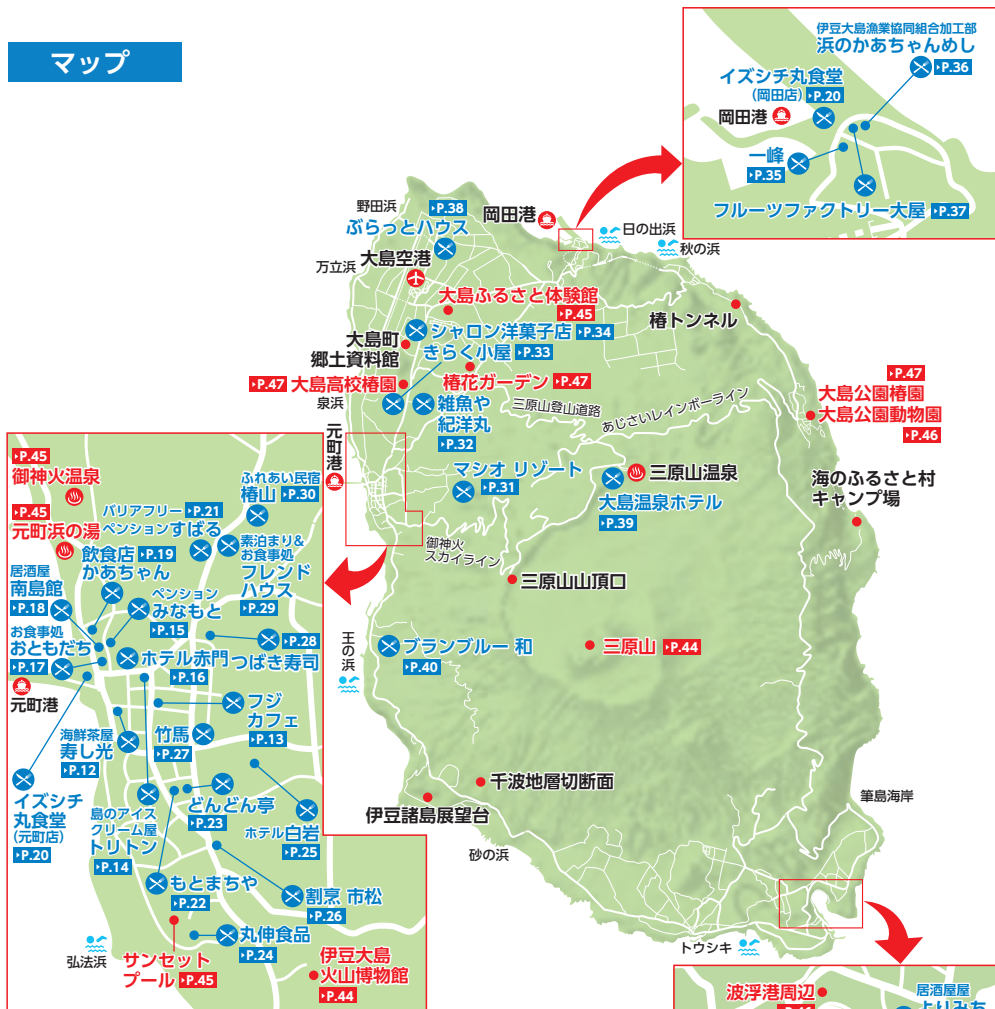 マップ
伊豆大島漁業協同組合加工部
浜のかあちゃんめし
P.36
イズシチ丸食堂
(岡田店) P.20
岡田港
一峰
P.35
フルーツファクトリー大屋 P.37
野田浜
P.38
ぶらっとハウス
岡田港
日の出浜
秋の浜
万立浜
大島空港
大島ふるさと体験館
P.45
椿トンネル
シャロン洋菓子店 P.34
大島町
郷土資料館
きらく小屋 P.33
P.47 大島高校椿園
椿花ガーデン P.47
泉浜
雑魚や
紀洋丸
P.32
三原山登山道路
あじさいレインボーライン
P.47
大島公園椿園
大島公園動物園
P.46
元町港
マシオ リゾート
P.31
三原山温泉
大島温泉ホテル
P.39
海のふるさと村
キャンプ場
御神火
スカイライン
三原山山頂口
王の浜
ブランブルー 和
P.40
三原山 P.44
千波地層切断面
伊豆諸島展望台
筆島海岸
砂の浜
トウシキ
P.45
御神火温泉
P.45
元町浜の湯
バリアフリー P.21
ペンションすばる
ふれあい民宿
椿山 P.30
飲食店 P.19
かあちゃん
素泊まり&
お食事処
フレンド
ハウス
P.29
居酒屋
南島館
P.18
ペンション
みなもと
P.15
お食事処
おともだち
P.17
ホテル赤門
P.16
P.28
つばき寿司
元町港
フジ
カフェ
P.13
海鮮茶屋
寿し光
P.12
竹馬
P.27
イズシチ
丸食堂
(元町店)
P.20
島のアイス
クリーム屋
トリトン
P.14
どんどん亭
P.23
ホテル白岩
P.25
もとまちや
P.22
割烹 市松
P.26
丸伸食品
P.24
弘法浜
サンセット
プール P.45
伊豆大島
火山博物館
P.44
波浮港周辺
居酒屋屋